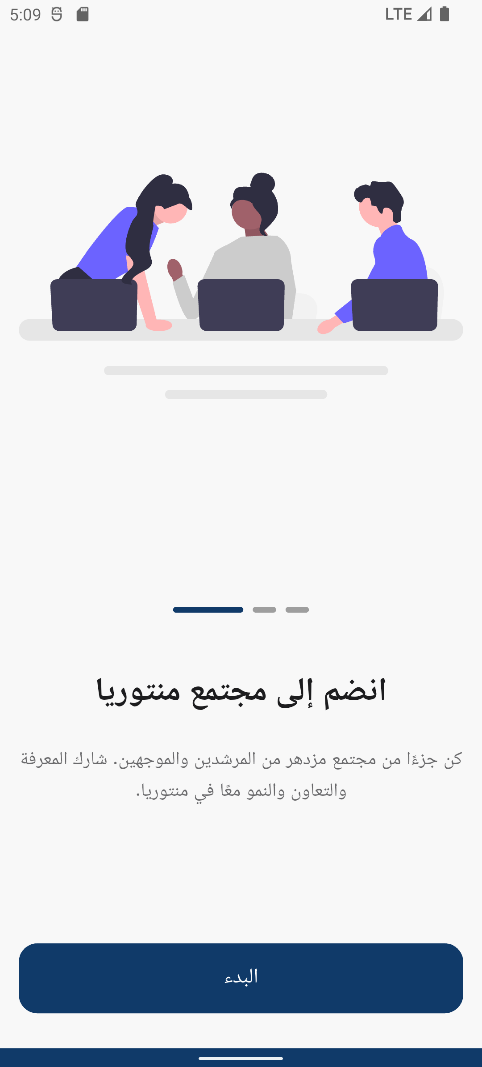 5:09
LTE
انضم إلى مجتمع منتوريا
كن جزءًا من مجتمع مزدهر من المرشدين والموجهين. شارك المعرفة
والتعاون والنمو معًا في منتوريا.
البدء